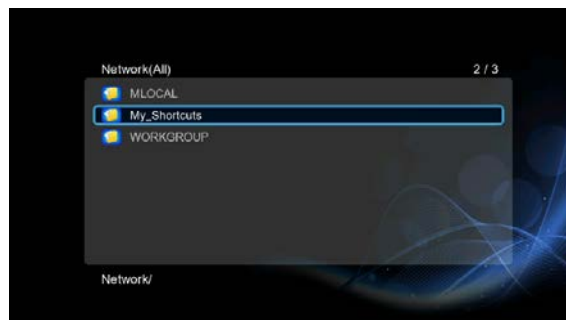 Network(All) 2 / 3
MLOCAL
My_Shortcuts
WORKGROUP
Network/